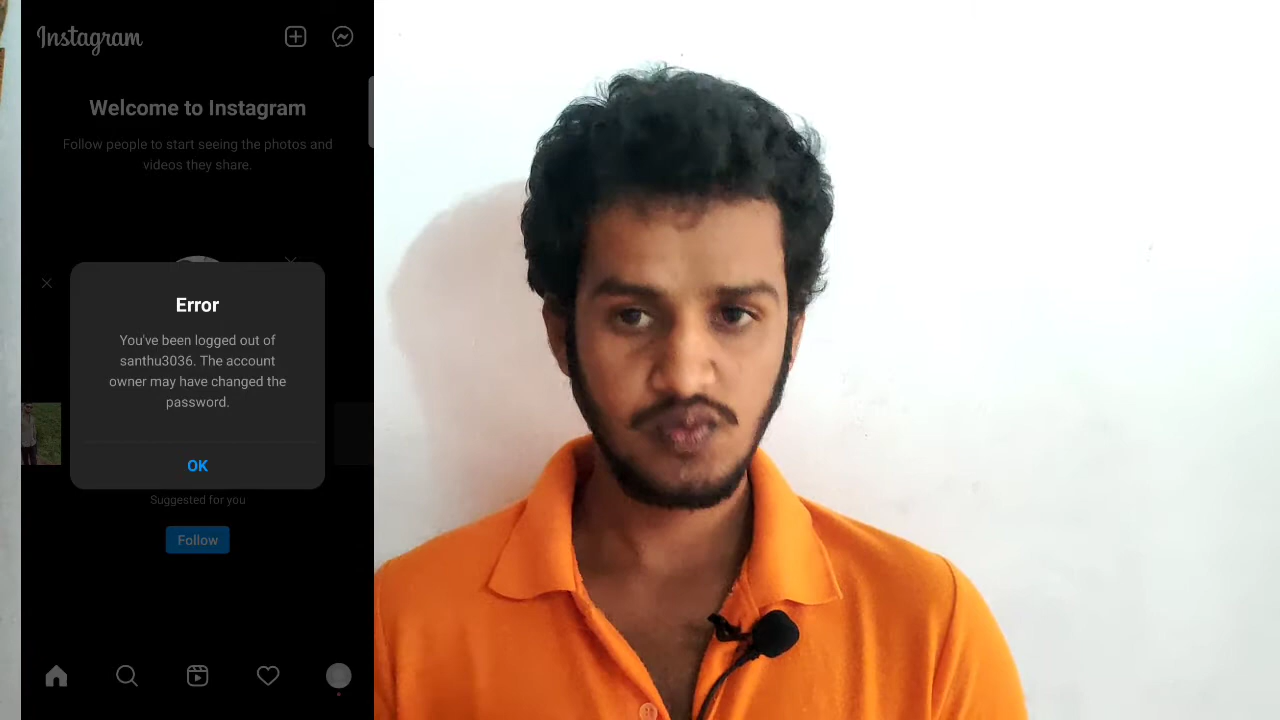 Instagram
Welcome to Instagram
Follow people to start seeing the photos and
videos they share.
Error
You've been logged out of
santhu3036. The account
owner may have changed the
password.
OK
Suggested for you
Follow